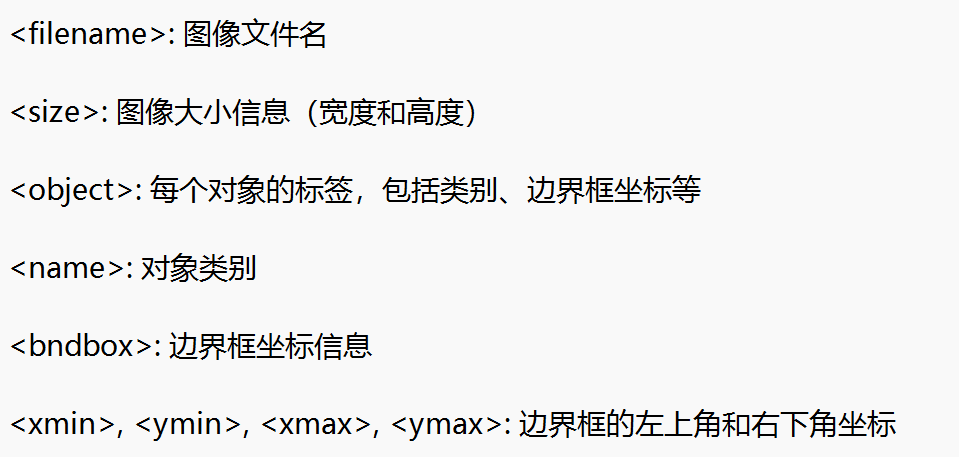 <filename>: 图像文件名
<size>: 图像大小信息（宽度和高度）
<object>: 每个对象的标签，包括类别、边界框坐标等
<name>: 对象类别
<bndbox>: 边界框坐标信息
<xmin>, <ymin>, <xmax>, <ymax>: 边界框的左上角和右下角坐标